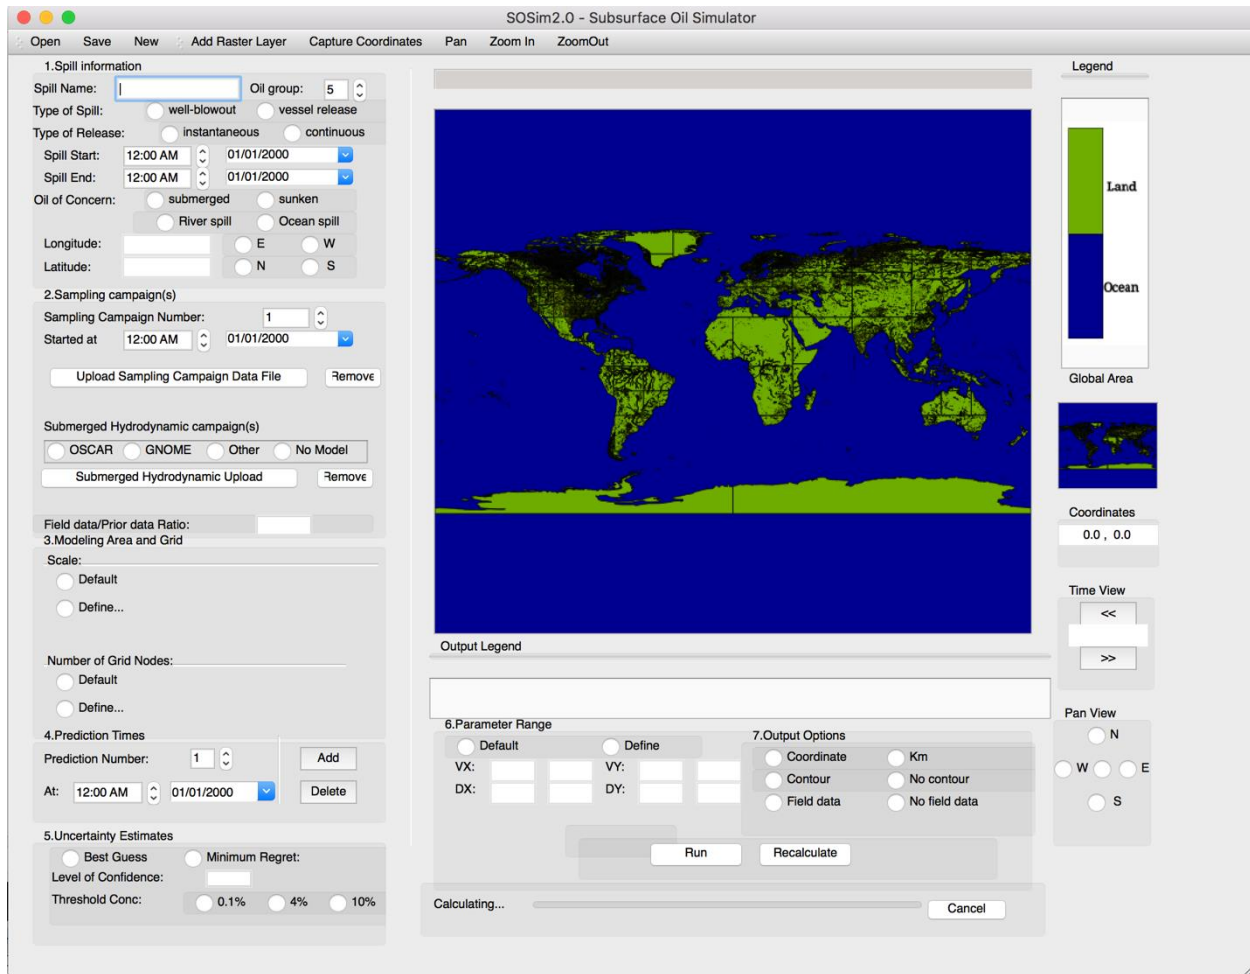 SOSim2.0 - Subsurface Oil Simulator
Open Save New Add Raster Layer Capture Coordinates Pan Zoom In ZoomOut
1.Spill information
Spill Name: Oil group: 5
Type of Spill: well-blowout vessel release
Type of Release: instantaneous continuous
Spill Start: 12:00 AM 01/01/2000
Spill End: 12:00 AM 01/01/2000
Oil of Concern: submerged sunken
River spill Ocean spill
Longitude: E W
Latitude: N S
2.Sampling campaign(s)
Sampling Campaign Number: 1
Started at 12:00 AM 01/01/2000
Upload Sampling Campaign Data File Remove
Submerged Hydrodynamic campaign(s)
OSCAR GNOME Other No Model
Submerged Hydrodynamic Upload Remove
Field data/Prior data Ratio:
3.Modeling Area and Grid
Scale:
Default
Define...
Number of Grid Nodes:
Default
Define...
4.Prediction Times
Prediction Number: 1 Add
At: 12:00 AM 01/01/2000 Delete
5.Uncertainty Estimates
Best Guess Minimum Regret:
Level of Confidence:
Threshold Conc: 0.1% 4% 10%
Output Legend
6.Parameter Range
Default Define
VX: VY:
DX: DY:
7.Output Options
Coordinate Km
Contour No contour
Field data No field data
Run Recalculate
Calculating... Cancel
Legend
Land
Ocean
Global Area
Coordinates
0.0 , 0.0
Time View
<<
>>
Pan View
N
W E
S